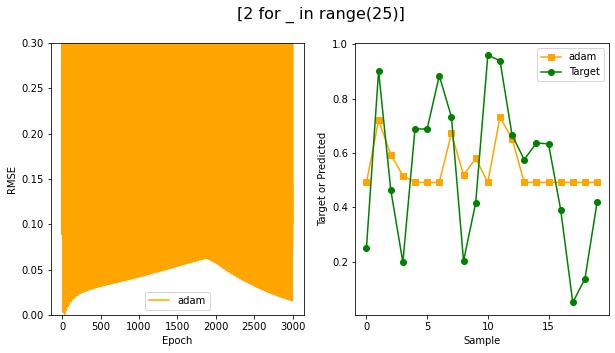 [2 for _ in range(25)]
RMSE
0.30
0.25
0.20
0.15
0.10
0.05
0.00
0 500 1000 1500 2000 2500 3000
Epoch
adam
Target or Predicted
1.0
0.8
0.6
0.4
0.2
0 5 10 15
Sample
adam
Target